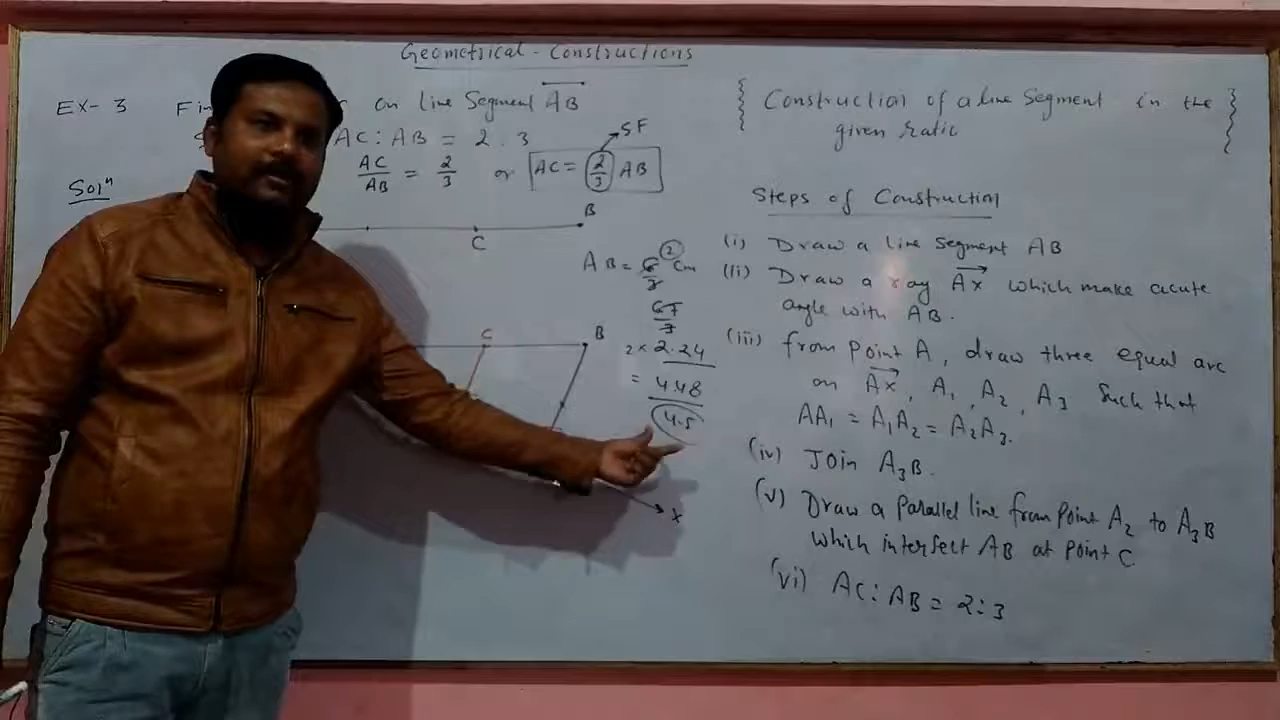 Geometrical - Constructions
EX- 3 on line Segment AB
AC : AB = 2 : 3
SF
AC/AB = 2/3 or AC = 2/3 AB
Solⁿ
B
C
AB = 6/3 cm
2
C
B
2 × 2.24
= 4.48
4.5
X
{ Construction of a line Segment in the
given ratio }
Steps of Construction
(i) Draw a line segment AB
(ii) Draw a ray AX which make acute
angle with AB.
(iii) from point A, draw three equal arc
on AX, A₁, A₂, A₃ Such that
AA₁ = A₁A₂ = A₂A₃.
(iv) Join A₃B.
(v) Draw a parallel line from point A₂ to A₃B
which intersect AB at point C
(vi) AC : AB = 2 : 3